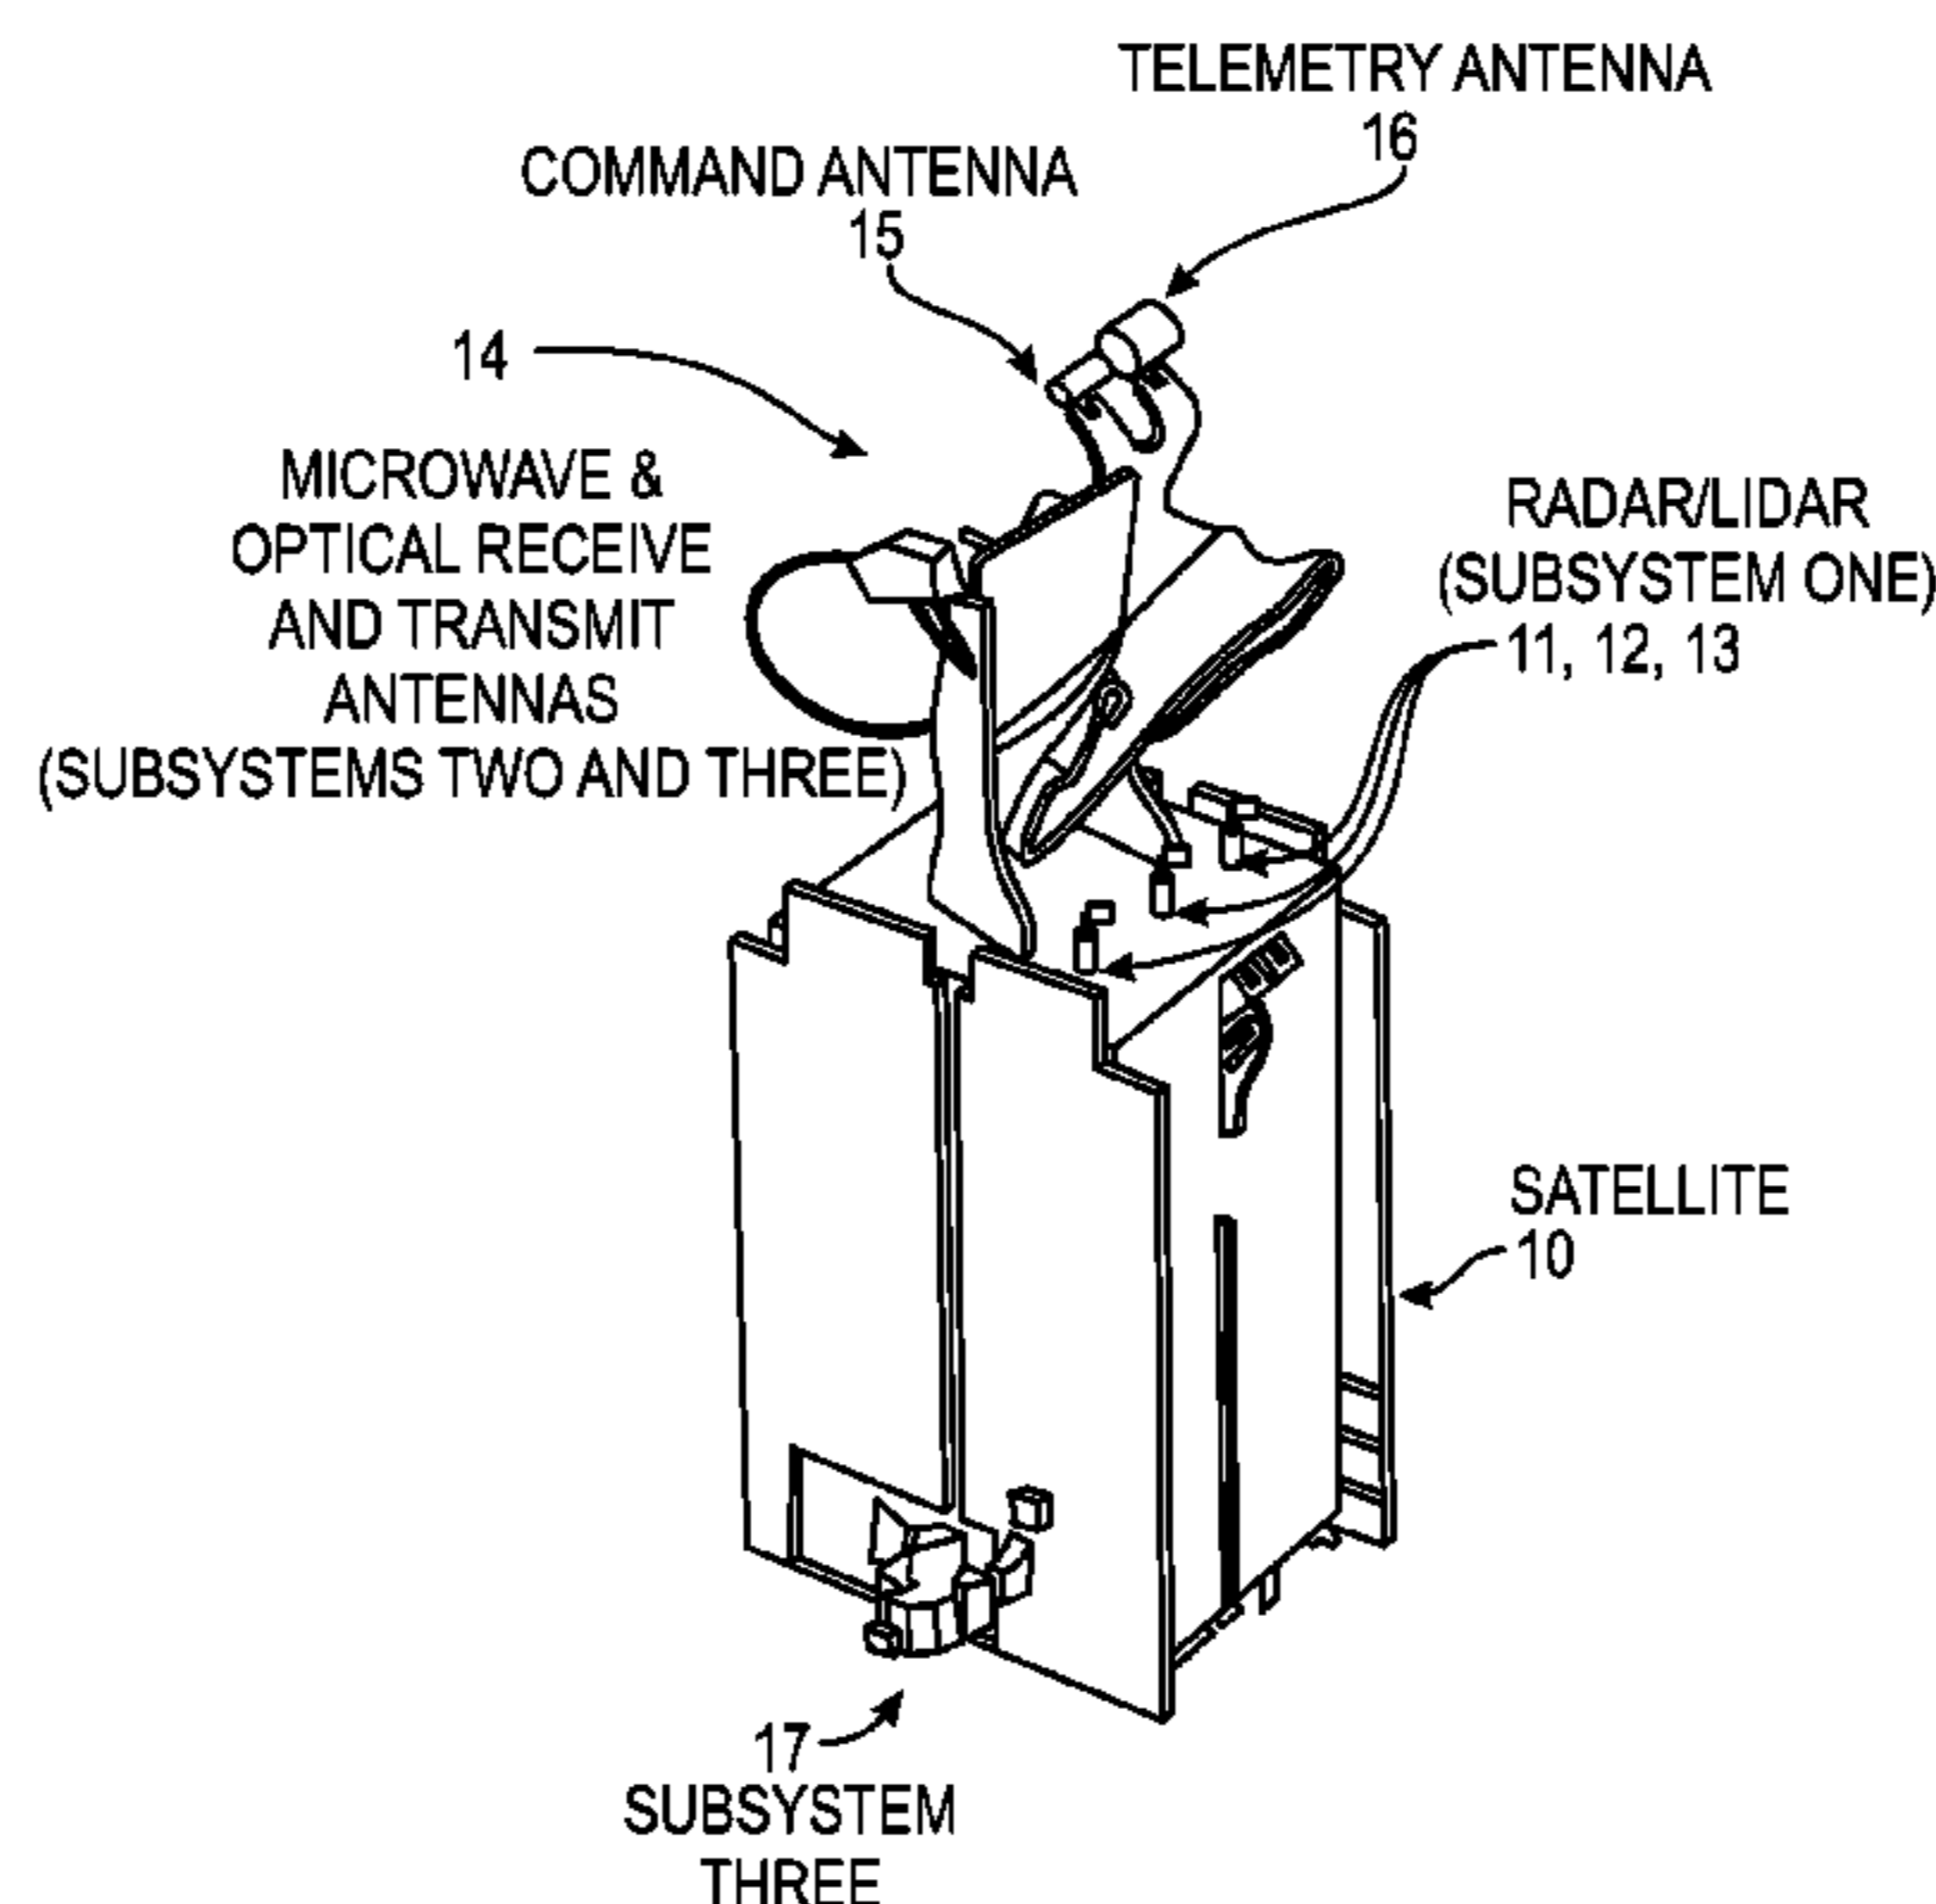 TELEMETRY ANTENNA
16
COMMAND ANTENNA
15
14
MICROWAVE &
OPTICAL RECEIVE
AND TRANSMIT
ANTENNAS
(SUBSYSTEMS TWO AND THREE)
RADAR/LIDAR
(SUBSYSTEM ONE)
11, 12, 13
SATELLITE
10
17
SUBSYSTEM
THREE